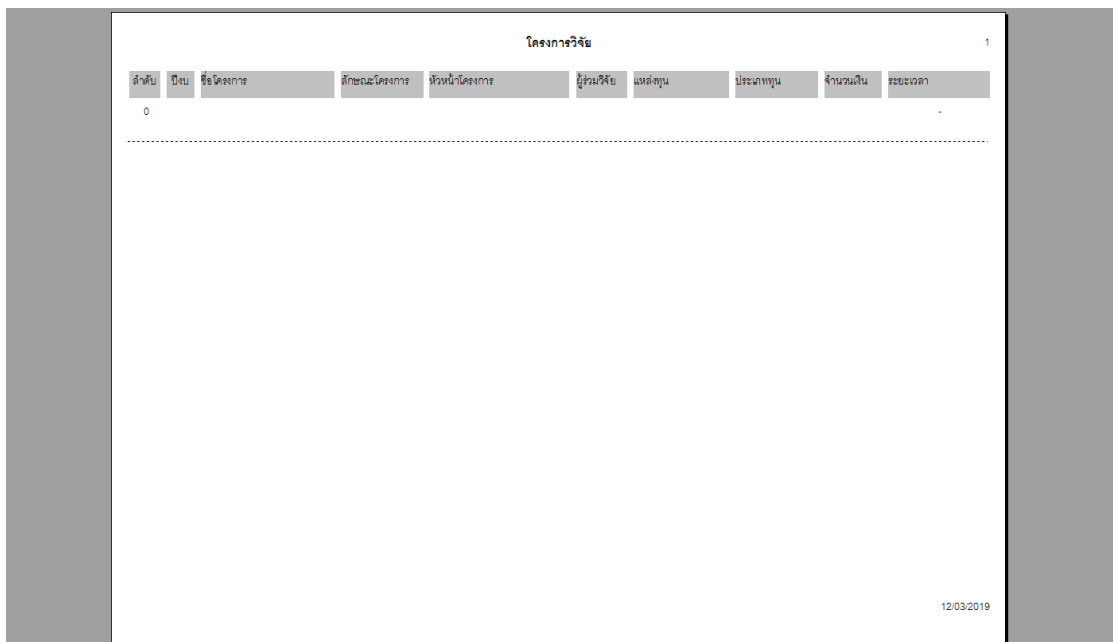 โครงการวิจัย 1
ลำดับ ปีงบ ชื่อโครงการ ลักษณะโครงการ หัวหน้าโครงการ ผู้ร่วมวิจัย แหล่งทุน ประเภททุน จำนวนเงิน ระยะเวลา
0 -
12/03/2019